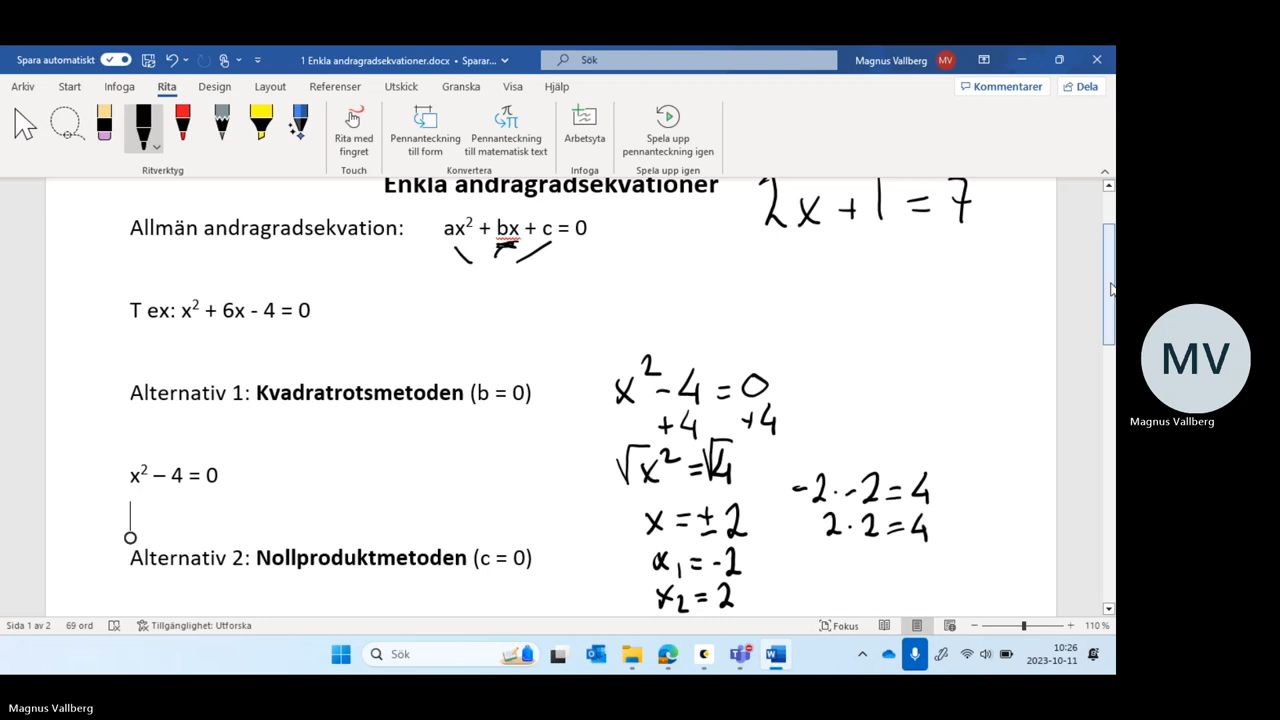 Spara automatiskt
1 Enkla andragradsekvationer.docx • Sparar...
Sök
Magnus Vallberg
MV
Arkiv Start Infoga Rita Design Layout Referenser Utskick Granska Visa Hjälp
Kommentarer
Dela
Rita med fingret
Pennanteckning till form
Pennanteckning till matematisk text
Arbetsyta
Spela upp pennanteckning igen
Ritverktyg
Touch
Konvertera
Infoga
Spela upp igen
Enkla andragradsekvationer
2x + 1 = 7
Allmän andragradsekvation: ax² + bx + c = 0
T ex: x² + 6x - 4 = 0
Alternativ 1: Kvadratrotsmetoden (b = 0)
x² - 4 = 0
+4 +4
√x² = √4
x² – 4 = 0
-2 · -2 = 4
x = ± 2
2 · 2 = 4
Alternativ 2: Nollproduktmetoden (c = 0)
x₁ = -2
x₂ = 2
MV
Magnus Vallberg
Sida 1 av 2
69 ord
Tillgänglighet: Utforska
Fokus
110 %
Sök
10:26
2023-10-11
Magnus Vallberg